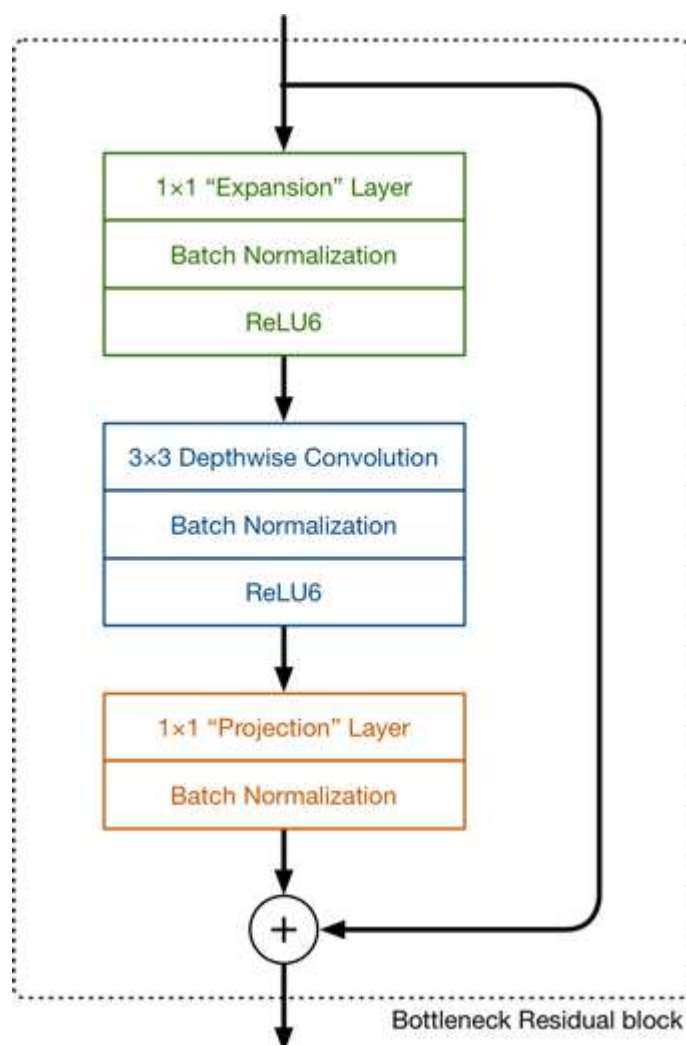 1×1 “Expansion” Layer
Batch Normalization
ReLU6
3×3 Depthwise Convolution
Batch Normalization
ReLU6
1×1 “Projection” Layer
Batch Normalization
+
Bottleneck Residual block